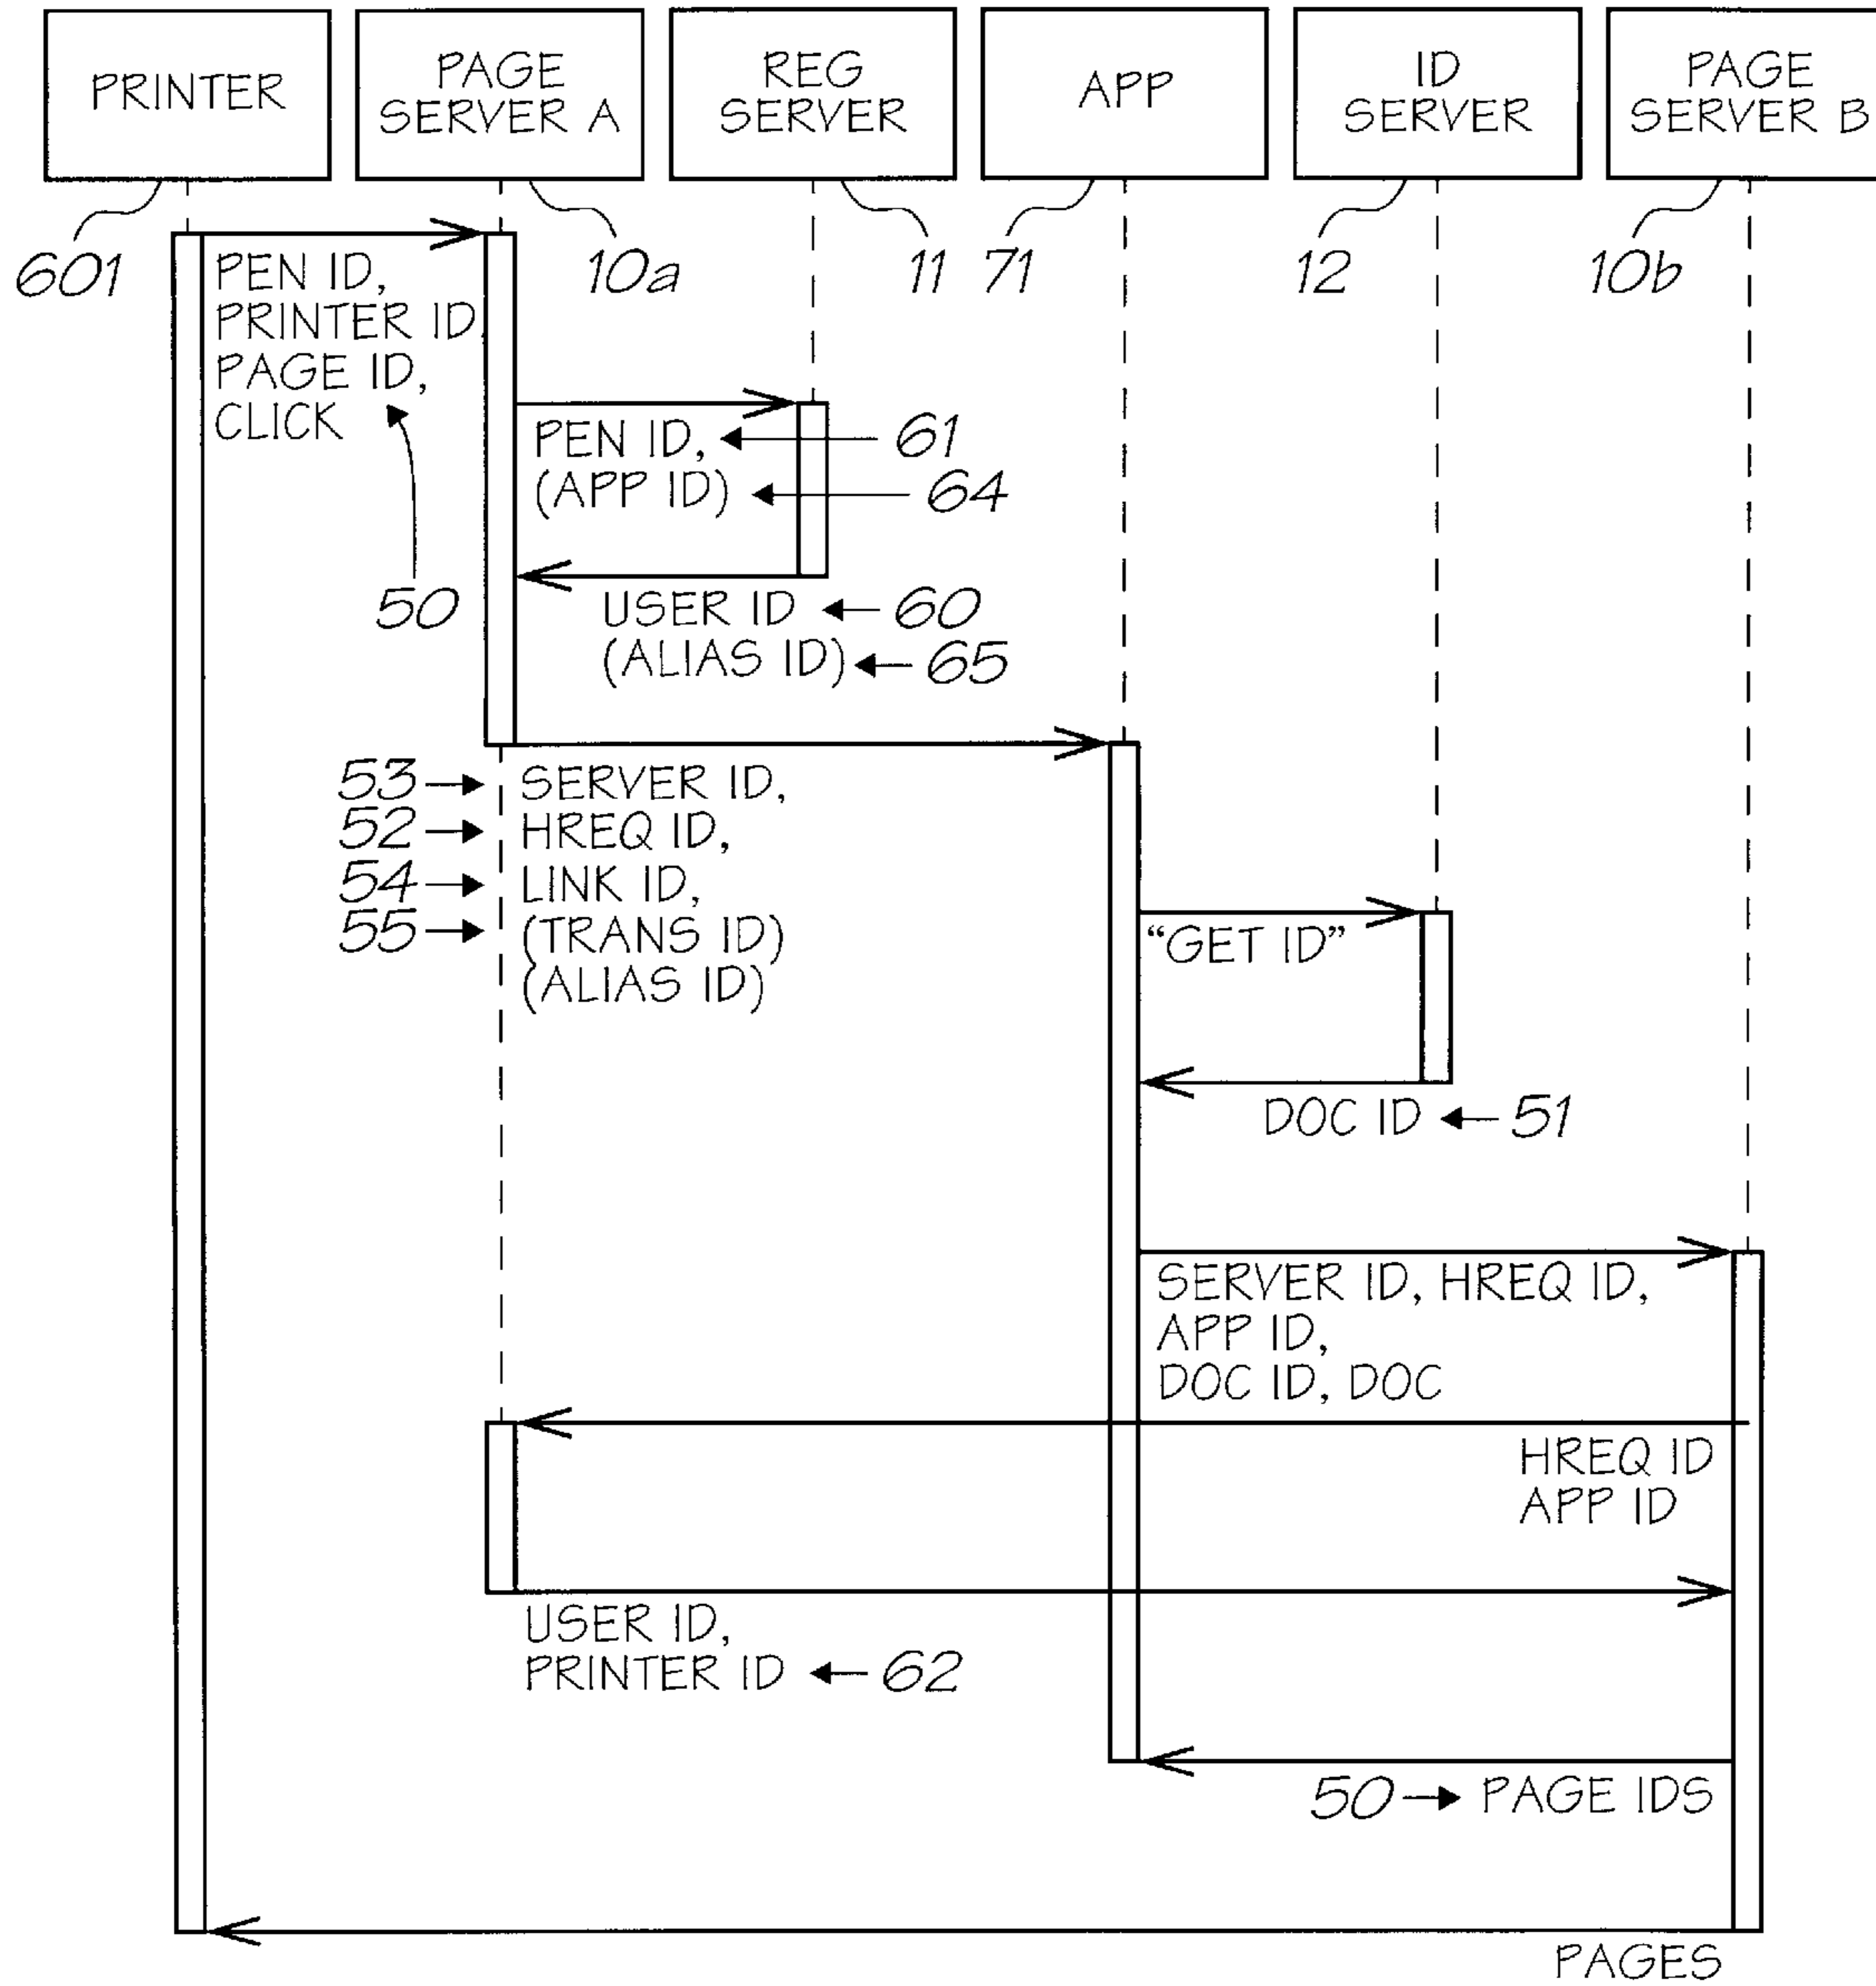 PRINTER
PAGE
SERVER A
REG
SERVER
APP
ID
SERVER
PAGE
SERVER B
601
10a
11
71
12
10b
PEN ID,
PRINTER ID
PAGE ID,
CLICK
50
PEN ID,
61
(APP ID)
64
USER ID
60
(ALIAS ID)
65
53
SERVER ID,
52
HREQ ID,
54
LINK ID,
55
(TRANS ID)
(ALIAS ID)
“GET ID”
DOC ID
51
SERVER ID, HREQ ID,
APP ID,
DOC ID, DOC
HREQ ID
APP ID
USER ID,
PRINTER ID
62
50
PAGE IDS
PAGES